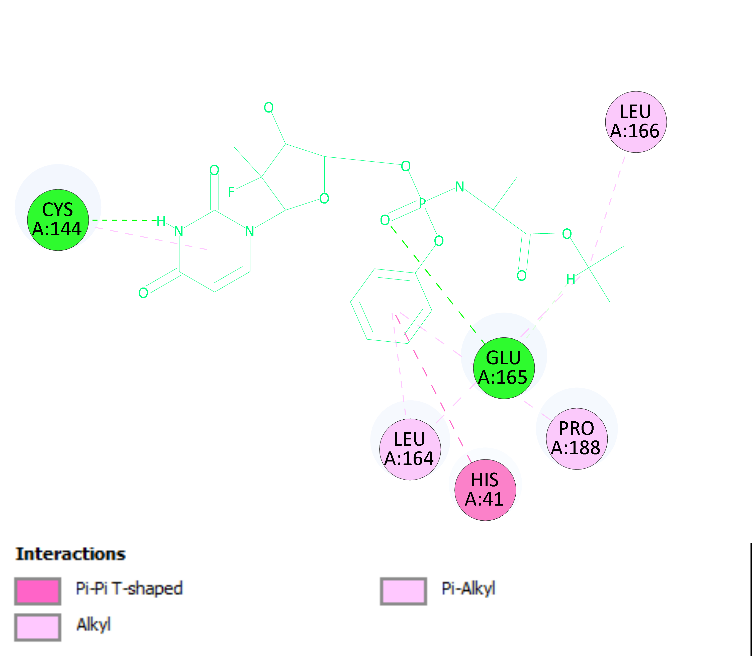 LEU
A:166
O
O
O
N
P
F
CYS
A:144
H
N
N
O
O
O
O
O
H
O
GLU
A:165
LEU
A:164
PRO
A:188
HIS
A:41
Interactions
Pi-Pi T-shaped
Pi-Alkyl
Alkyl